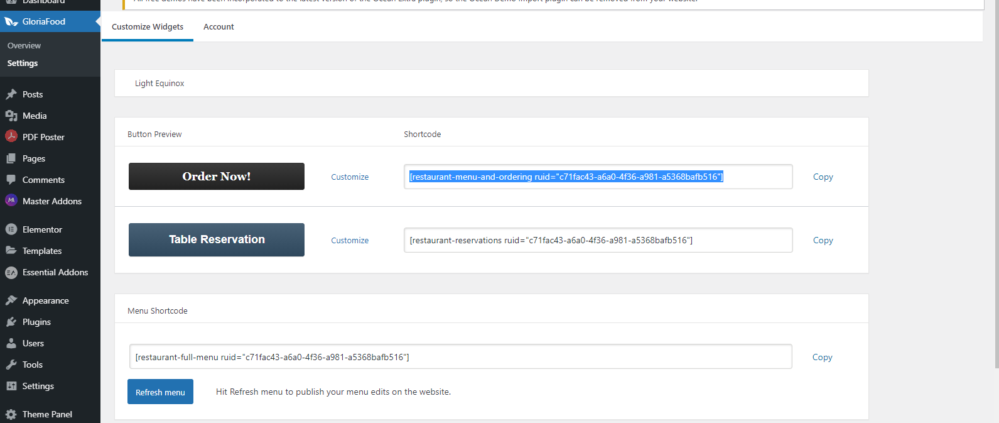 Dashboard
All free demos have been incorporated to the latest version of the Ocean Extra plugin, so the Ocean Demo Import plugin can be removed from your website.
GloriaFood
Overview
Settings
Posts
Media
PDF Poster
Pages
Comments
Master Addons
Elementor
Templates
Essential Addons
Appearance
Plugins
Users
Tools
Settings
Theme Panel
Customize Widgets Account
Light Equinox
Button Preview Shortcode
Order Now! Customize [restaurant-menu-and-ordering ruid="c71fac43-a6a0-4f36-a981-a5368bafb516"] Copy
Table Reservation Customize [restaurant-reservations ruid="c71fac43-a6a0-4f36-a981-a5368bafb516"] Copy
Menu Shortcode
[restaurant-full-menu ruid="c71fac43-a6a0-4f36-a981-a5368bafb516"] Copy
Refresh menu Hit Refresh menu to publish your menu edits on the website.